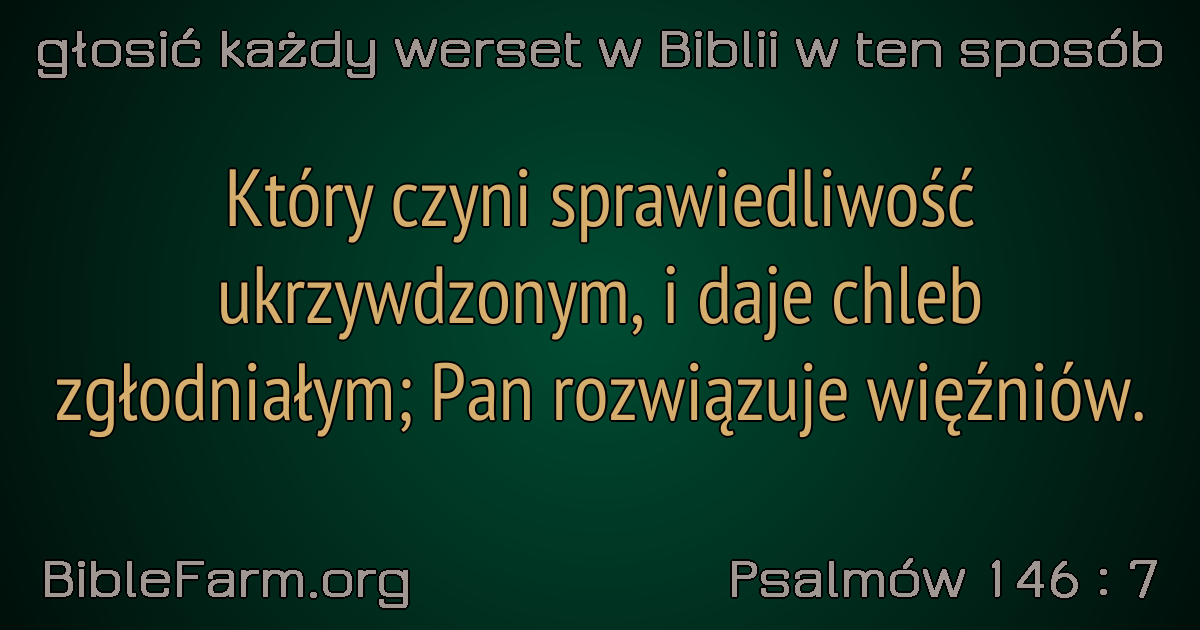 głosić każdy werset w Biblii w ten sposób
Który czyni sprawiedliwość
ukrzywdzonym, i daje chleb
zgłodniałym; Pan rozwiązuje więźniów.
BibleFarm.org
Psalmów 146 : 7